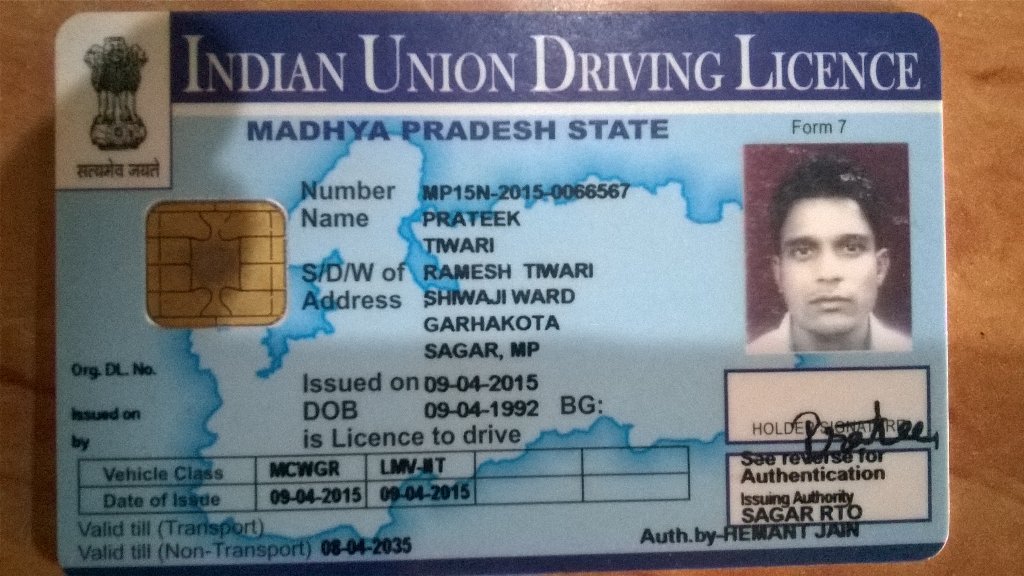 INDIAN UNION DRIVING LICENCE
सत्यमेव जयते
MADHYA PRADESH STATE
Form 7
Number MP15N-2015-0066567
Name PRATEEK
TIWARI
S/D/W of RAMESH TIWARI
Address SHIWAJI WARD
GARHAKOTA
SAGAR, MP
Org. DL. No.
Issued on
by
Issued on 09-04-2015
DOB 09-04-1992 BG:
is Licence to drive
Vehicle Class MCWGR LMV-NT
Date of Issue 09-04-2015 09-04-2015
Valid till (Transport)
Valid till (Non-Transport) 08-04-2035
HOLDER SIGNATURE
Prateek
See reverse for
Authentication
Issuing Authority
SAGAR RTO
Auth.by-HEMANT JAIN